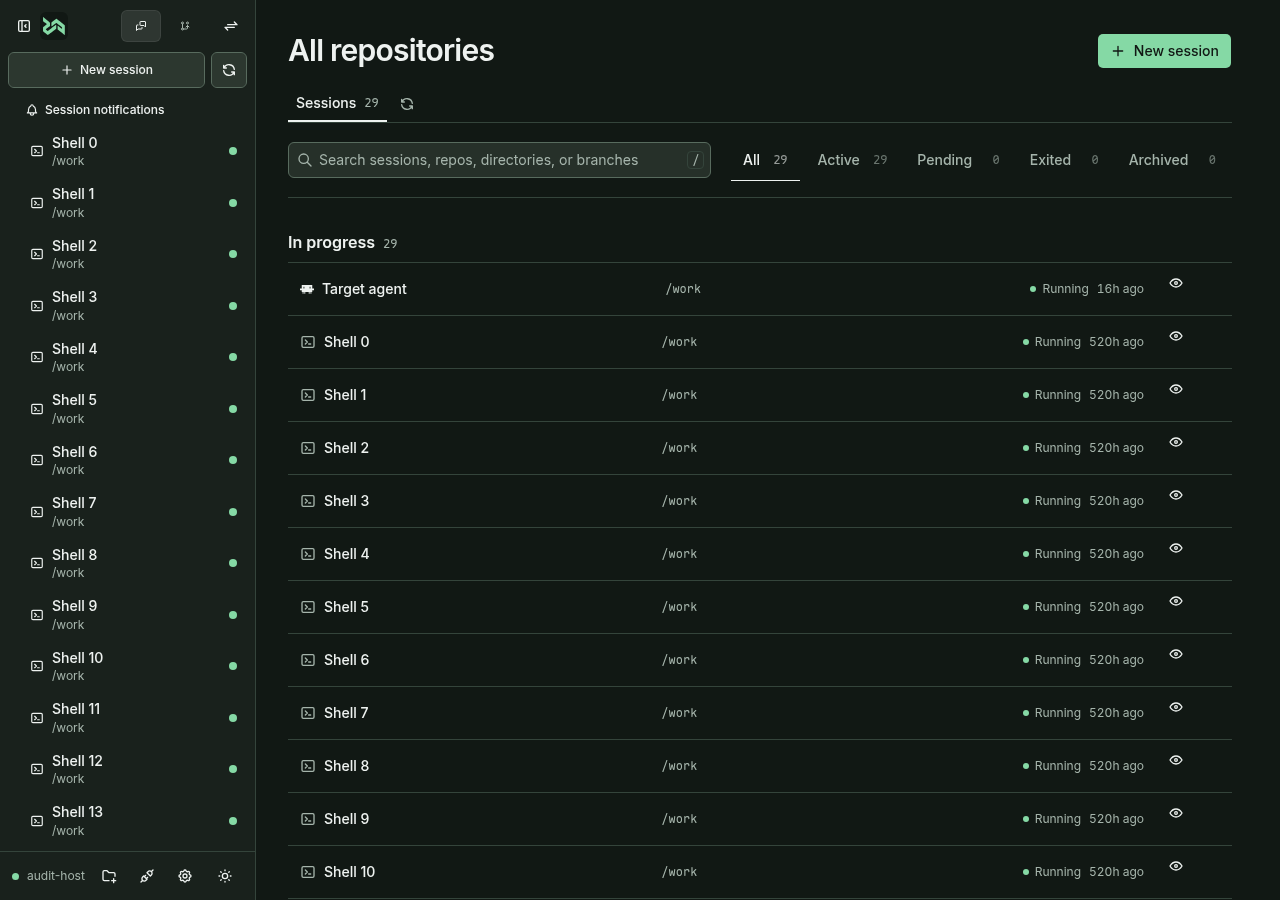 New session
Session notifications
Shell 0
/work
Shell 1
/work
Shell 2
/work
Shell 3
/work
Shell 4
/work
Shell 5
/work
Shell 6
/work
Shell 7
/work
Shell 8
/work
Shell 9
/work
Shell 10
/work
Shell 11
/work
Shell 12
/work
Shell 13
/work
audit-host
All repositories
New session
Sessions 29
Search sessions, repos, directories, or branches /
All 29 Active 29 Pending 0 Exited 0 Archived 0
In progress 29
Target agent /work Running 16h ago
Shell 0 /work Running 520h ago
Shell 1 /work Running 520h ago
Shell 2 /work Running 520h ago
Shell 3 /work Running 520h ago
Shell 4 /work Running 520h ago
Shell 5 /work Running 520h ago
Shell 6 /work Running 520h ago
Shell 7 /work Running 520h ago
Shell 8 /work Running 520h ago
Shell 9 /work Running 520h ago
Shell 10 /work Running 520h ago